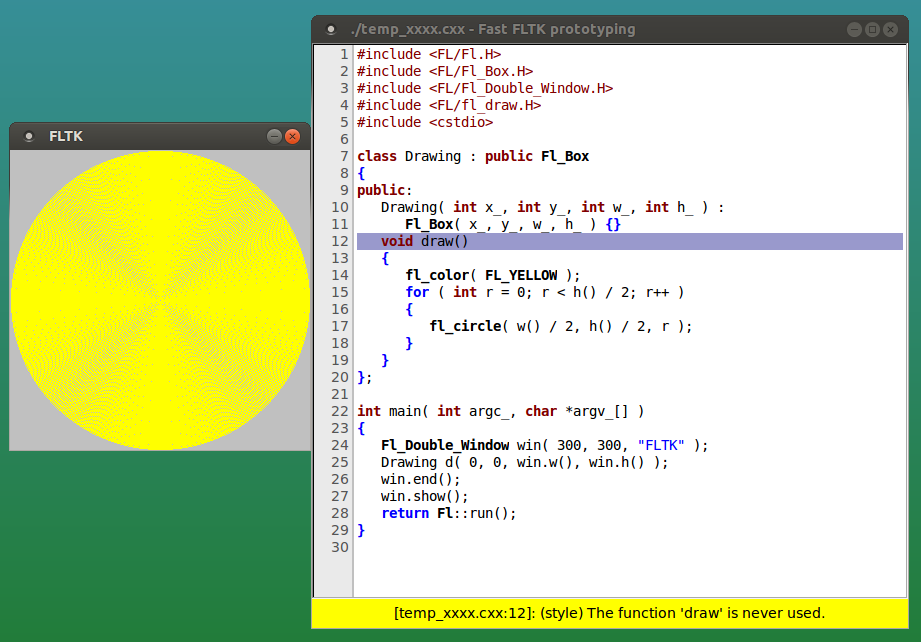 ./temp_xxxx.cxx - Fast FLTK prototyping
FLTK
1 #include <FL/Fl.H>
2 #include <FL/Fl_Box.H>
3 #include <FL/Fl_Double_Window.H>
4 #include <FL/fl_draw.H>
5 #include <cstdio>
6
7 class Drawing : public Fl_Box
8 {
9 public:
10    Drawing( int x_, int y_, int w_, int h_ ) :
11       Fl_Box( x_, y_, w_, h_ ) {}
12    void draw()
13    {
14       fl_color( FL_YELLOW );
15       for ( int r = 0; r < h() / 2; r++ )
16       {
17          fl_circle( w() / 2, h() / 2, r );
18       }
19    }
20 };
21
22 int main( int argc_, char *argv_[] )
23 {
24    Fl_Double_Window win( 300, 300, "FLTK" );
25    Drawing d( 0, 0, win.w(), win.h() );
26    win.end();
27    win.show();
28    return Fl::run();
29 }
30
[temp_xxxx.cxx:12]: (style) The function 'draw' is never used.